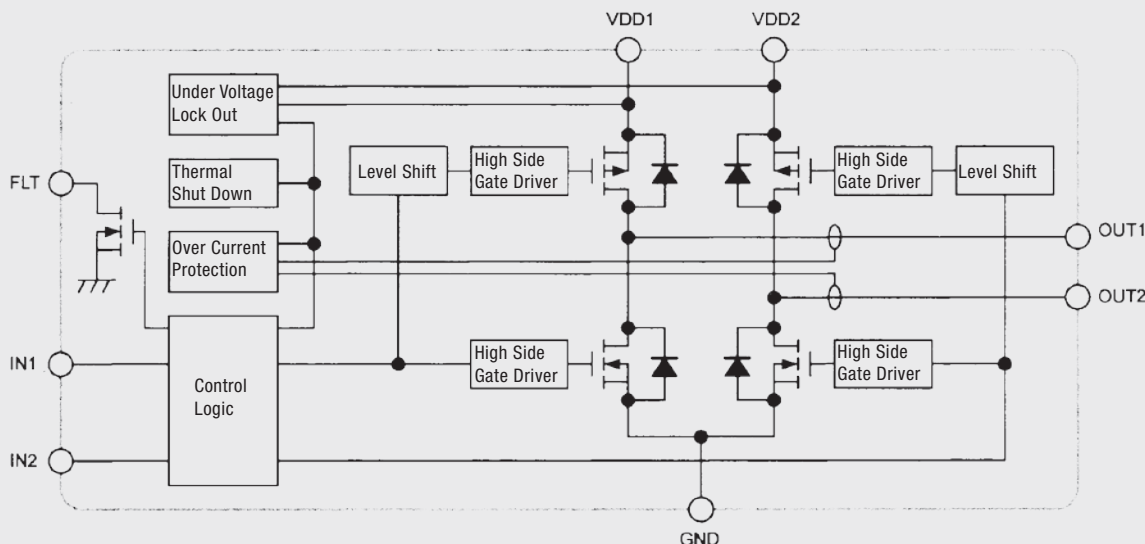 VDD1
VDD2
Under Voltage
Lock Out
FLT
Thermal
Shut Down
Level Shift
High Side
Gate Driver
High Side
Gate Driver
Level Shift
Over Current
Protection
OUT1
OUT2
IN1
Control
Logic
High Side
Gate Driver
High Side
Gate Driver
IN2
GND